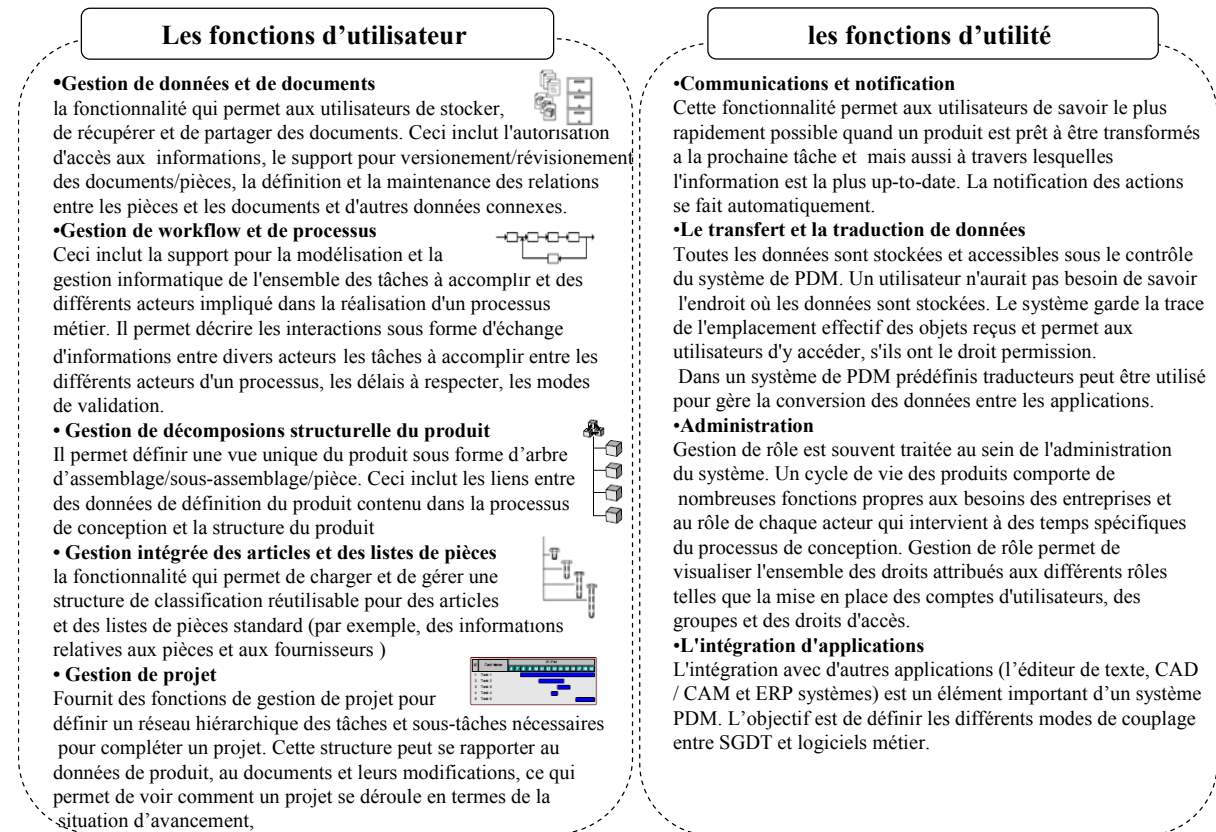 Les fonctions d'utilisateur
•Gestion de données et de documents
la fonctionnalité qui permet aux utilisateurs de stocker,
de récupérer et de partager des documents. Ceci inclut l'autorisation
d'accès aux informations, le support pour versionement/révisionement
des documents/pièces, la définition et la maintenance des relations
entre les pièces et les documents et d'autres données connexes.
•Gestion de workflow et de processus
Ceci inclut la support pour la modélisation et la
gestion informatique de l'ensemble des tâches à accomplir et des
différents acteurs impliqué dans la réalisation d'un processus
métier. Il permet décrire les interactions sous forme d'échange
d'informations entre divers acteurs les tâches à accomplir entre les
différents acteurs d'un processus, les délais à respecter, les modes
de validation.
• Gestion de décomposions structurelle du produit
Il permet définir une vue unique du produit sous forme d'arbre
d'assemblage/sous-assemblage/pièce. Ceci inclut les liens entre
des données de définition du produit contenu dans la processus
de conception et la structure du produit
• Gestion intégrée des articles et des listes de pièces
la fonctionnalité qui permet de charger et de gérer une
structure de classification réutilisable pour des articles
et des listes de pièces standard (par exemple, des informations
relatives aux pièces et aux fournisseurs )
• Gestion de projet
Fournit des fonctions de gestion de projet pour
définir un réseau hiérarchique des tâches et sous-tâches nécessaires
pour compléter un projet. Cette structure peut se rapporter au
données de produit, au documents et leurs modifications, ce qui
permet de voir comment un projet se déroule en termes de la
situation d'avancement,
les fonctions d'utilité
•Communications et notification
Cette fonctionnalité permet aux utilisateurs de savoir le plus
rapidement possible quand un produit est prêt à être transformés
a la prochaine tâche et mais aussi à travers lesquelles
l'information est la plus up-to-date. La notification des actions
se fait automatiquement.
•Le transfert et la traduction de données
Toutes les données sont stockées et accessibles sous le contrôle
du système de PDM. Un utilisateur n'aurait pas besoin de savoir
l'endroit où les données sont stockées. Le système garde la trace
de l'emplacement effectif des objets reçus et permet aux
utilisateurs d'y accéder, s'ils ont le droit permission.
Dans un système de PDM prédéfinis traducteurs peut être utilisé
pour gère la conversion des données entre les applications.
•Administration
Gestion de rôle est souvent traitée au sein de l'administration
du système. Un cycle de vie des produits comporte de
nombreuses fonctions propres aux besoins des entreprises et
au rôle de chaque acteur qui intervient à des temps spécifiques
du processus de conception. Gestion de rôle permet de
visualiser l'ensemble des droits attribués aux différents rôles
telles que la mise en place des comptes d'utilisateurs, des
groupes et des droits d'accès.
•L'intégration d'applications
L'intégration avec d'autres applications (l'éditeur de texte, CAD
/ CAM et ERP systèmes) est un élément important d'un système
PDM. L'objectif est de définir les différents modes de couplage
entre SGDT et logiciels métier.